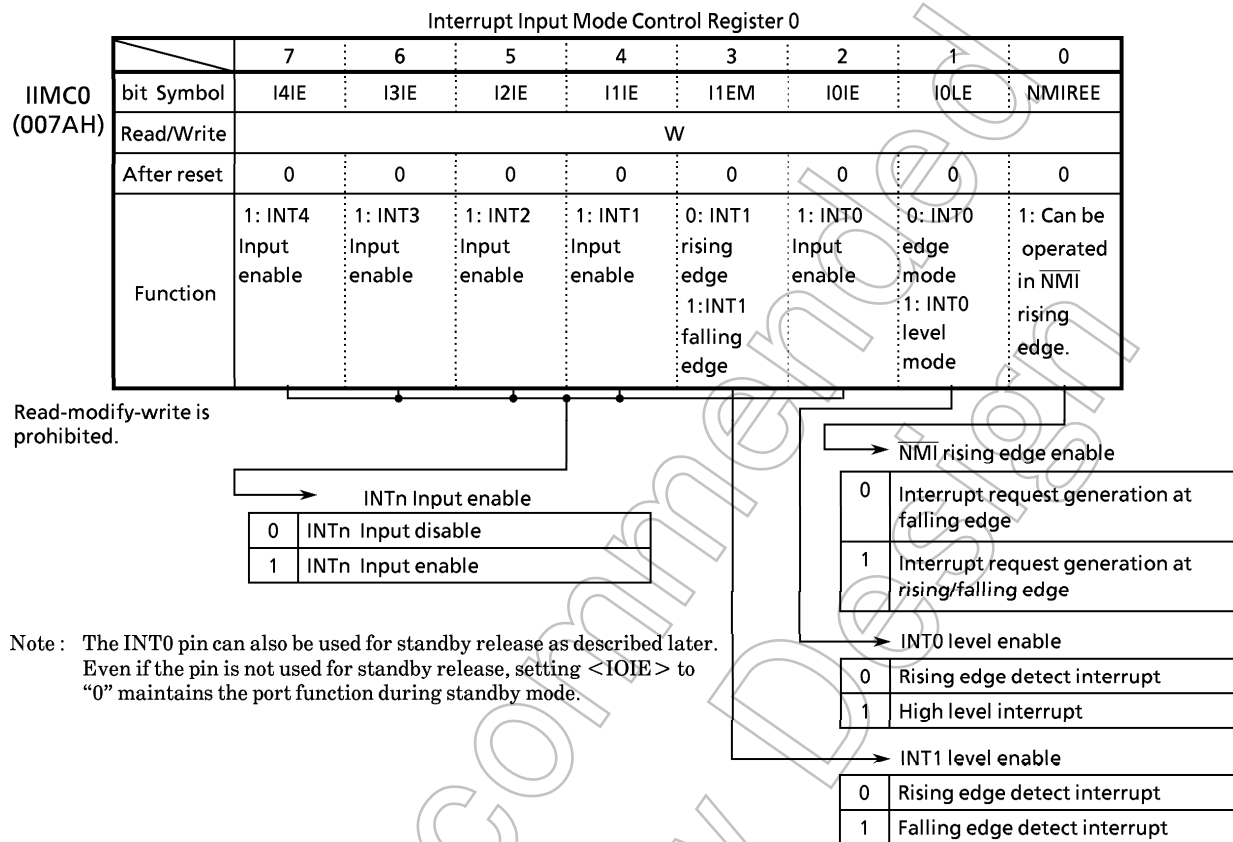 Interrupt Input Mode Control Register 0
7 6 5 4 3 2 1 0
IIMC0
(007AH)
bit Symbol I4IE I3IE I2IE I1IE I1EM I0IE I0LE NMIREE
Read/Write W
After reset 0 0 0 0 0 0 0 0
Function
1: INT4
Input
enable
1: INT3
Input
enable
1: INT2
Input
enable
1: INT1
Input
enable
0: INT1
rising
edge
1:INT1
falling
edge
1: INT0
Input
enable
0: INT0
edge
mode
1: INT0
level
mode
1: Can be
operated
in NMI
rising
edge.
Read-modify-write is
prohibited.
NMI rising edge enable
0 Interrupt request generation at
falling edge
1 Interrupt request generation at
rising/falling edge
INTn Input enable
0 INTn Input disable
1 INTn Input enable
Note : The INT0 pin can also be used for standby release as described later.
Even if the pin is not used for standby release, setting <IOIE> to
“0” maintains the port function during standby mode.
INT0 level enable
0 Rising edge detect interrupt
1 High level interrupt
INT1 level enable
0 Rising edge detect interrupt
1 Falling edge detect interrupt
commended
Design